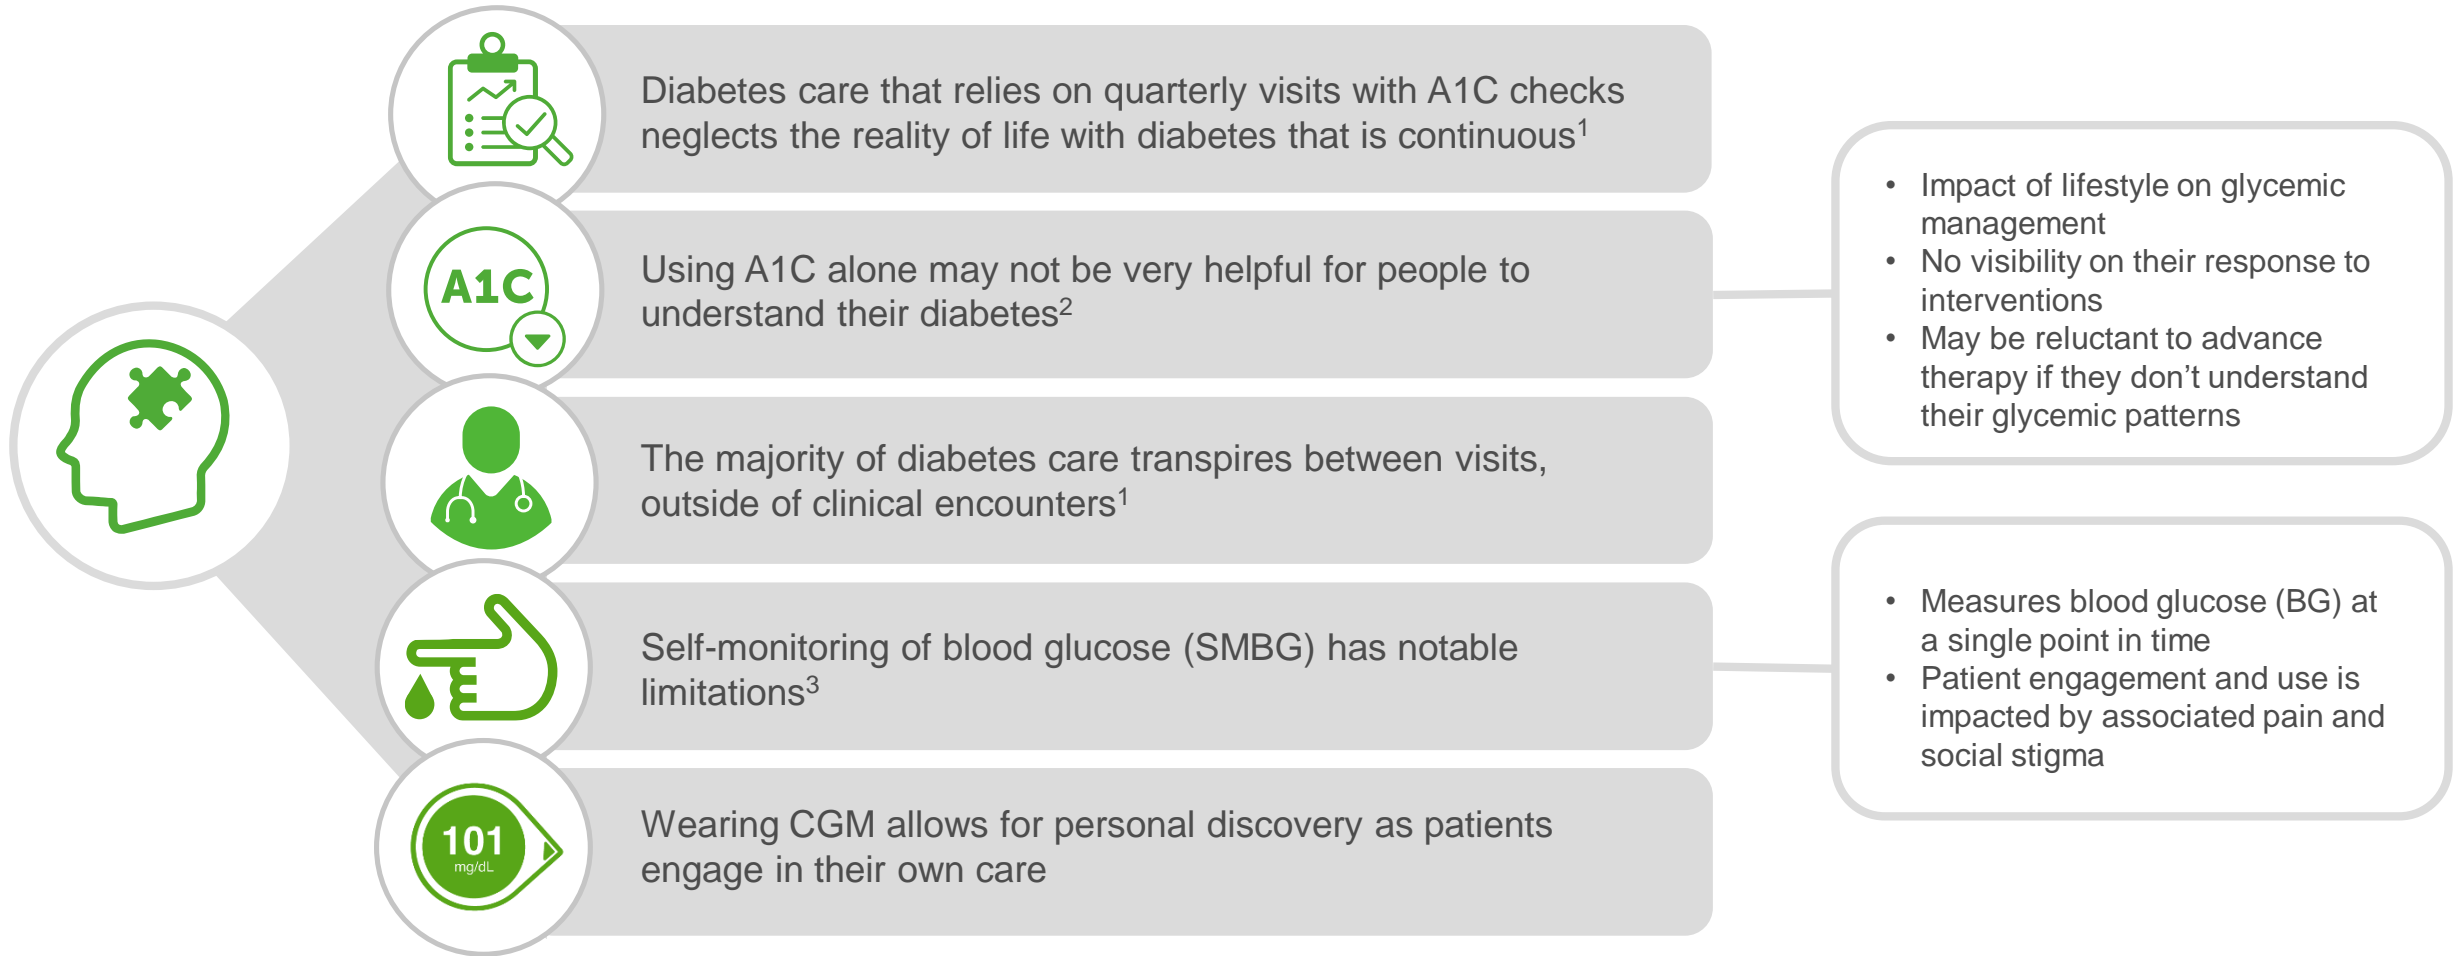 Diabetes care that relies on quarterly visits with A1C checks
neglects the reality of life with diabetes that is continuous¹
A1C
Using A1C alone may not be very helpful for people to
understand their diabetes²
• Impact of lifestyle on glycemic
management
• No visibility on their response to
interventions
• May be reluctant to advance
therapy if they don’t understand
their glycemic patterns
The majority of diabetes care transpires between visits,
outside of clinical encounters¹
Self-monitoring of blood glucose (SMBG) has notable
limitations³
• Measures blood glucose (BG) at
a single point in time
• Patient engagement and use is
impacted by associated pain and
social stigma
101
mg/dL
Wearing CGM allows for personal discovery as patients
engage in their own care